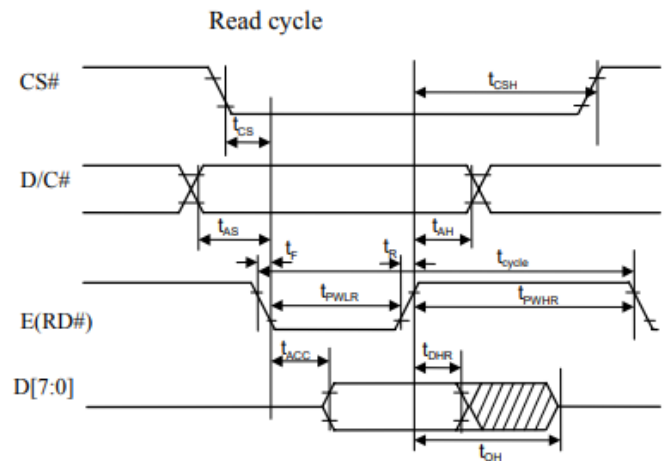 Read cycle
CS#
tCSH
tCS
D/C#
tAS
tAH
tF
tR
tcycle
tPWLR
tPWHR
E(RD#)
tACC
tDHR
D[7:0]
tOH